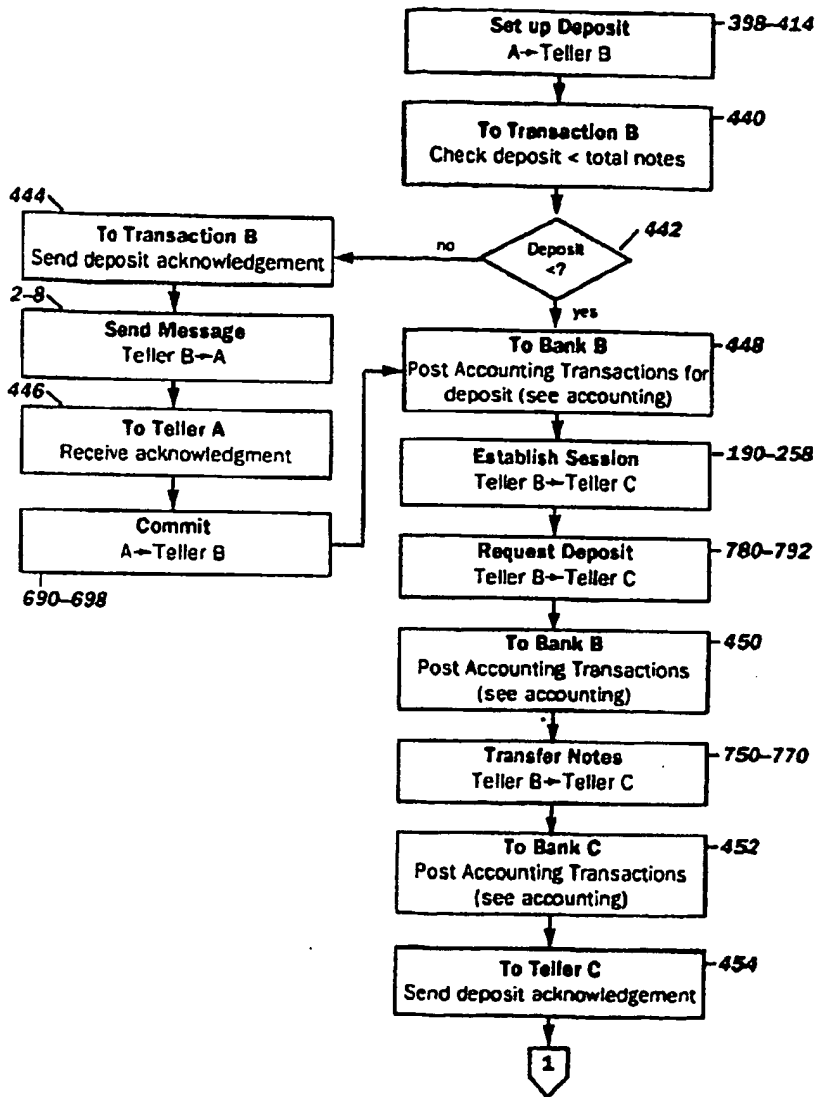 Set up Deposit
A→Teller B
398–414
To Transaction B
Check deposit < total notes
440
Deposit
<?
442
no
yes
444
To Transaction B
Send deposit acknowledgement
2–8
Send Message
Teller B→A
446
To Teller A
Receive acknowledgment
Commit
A→Teller B
690–698
To Bank B
Post Accounting Transactions for
deposit (see accounting)
448
Establish Session
Teller B→Teller C
190–258
Request Deposit
Teller B→Teller C
780–792
To Bank B
Post Accounting Transactions
(see accounting)
450
Transfer Notes
Teller B→Teller C
750–770
To Bank C
Post Accounting Transactions
(see accounting)
452
To Teller C
Send deposit acknowledgement
454
1